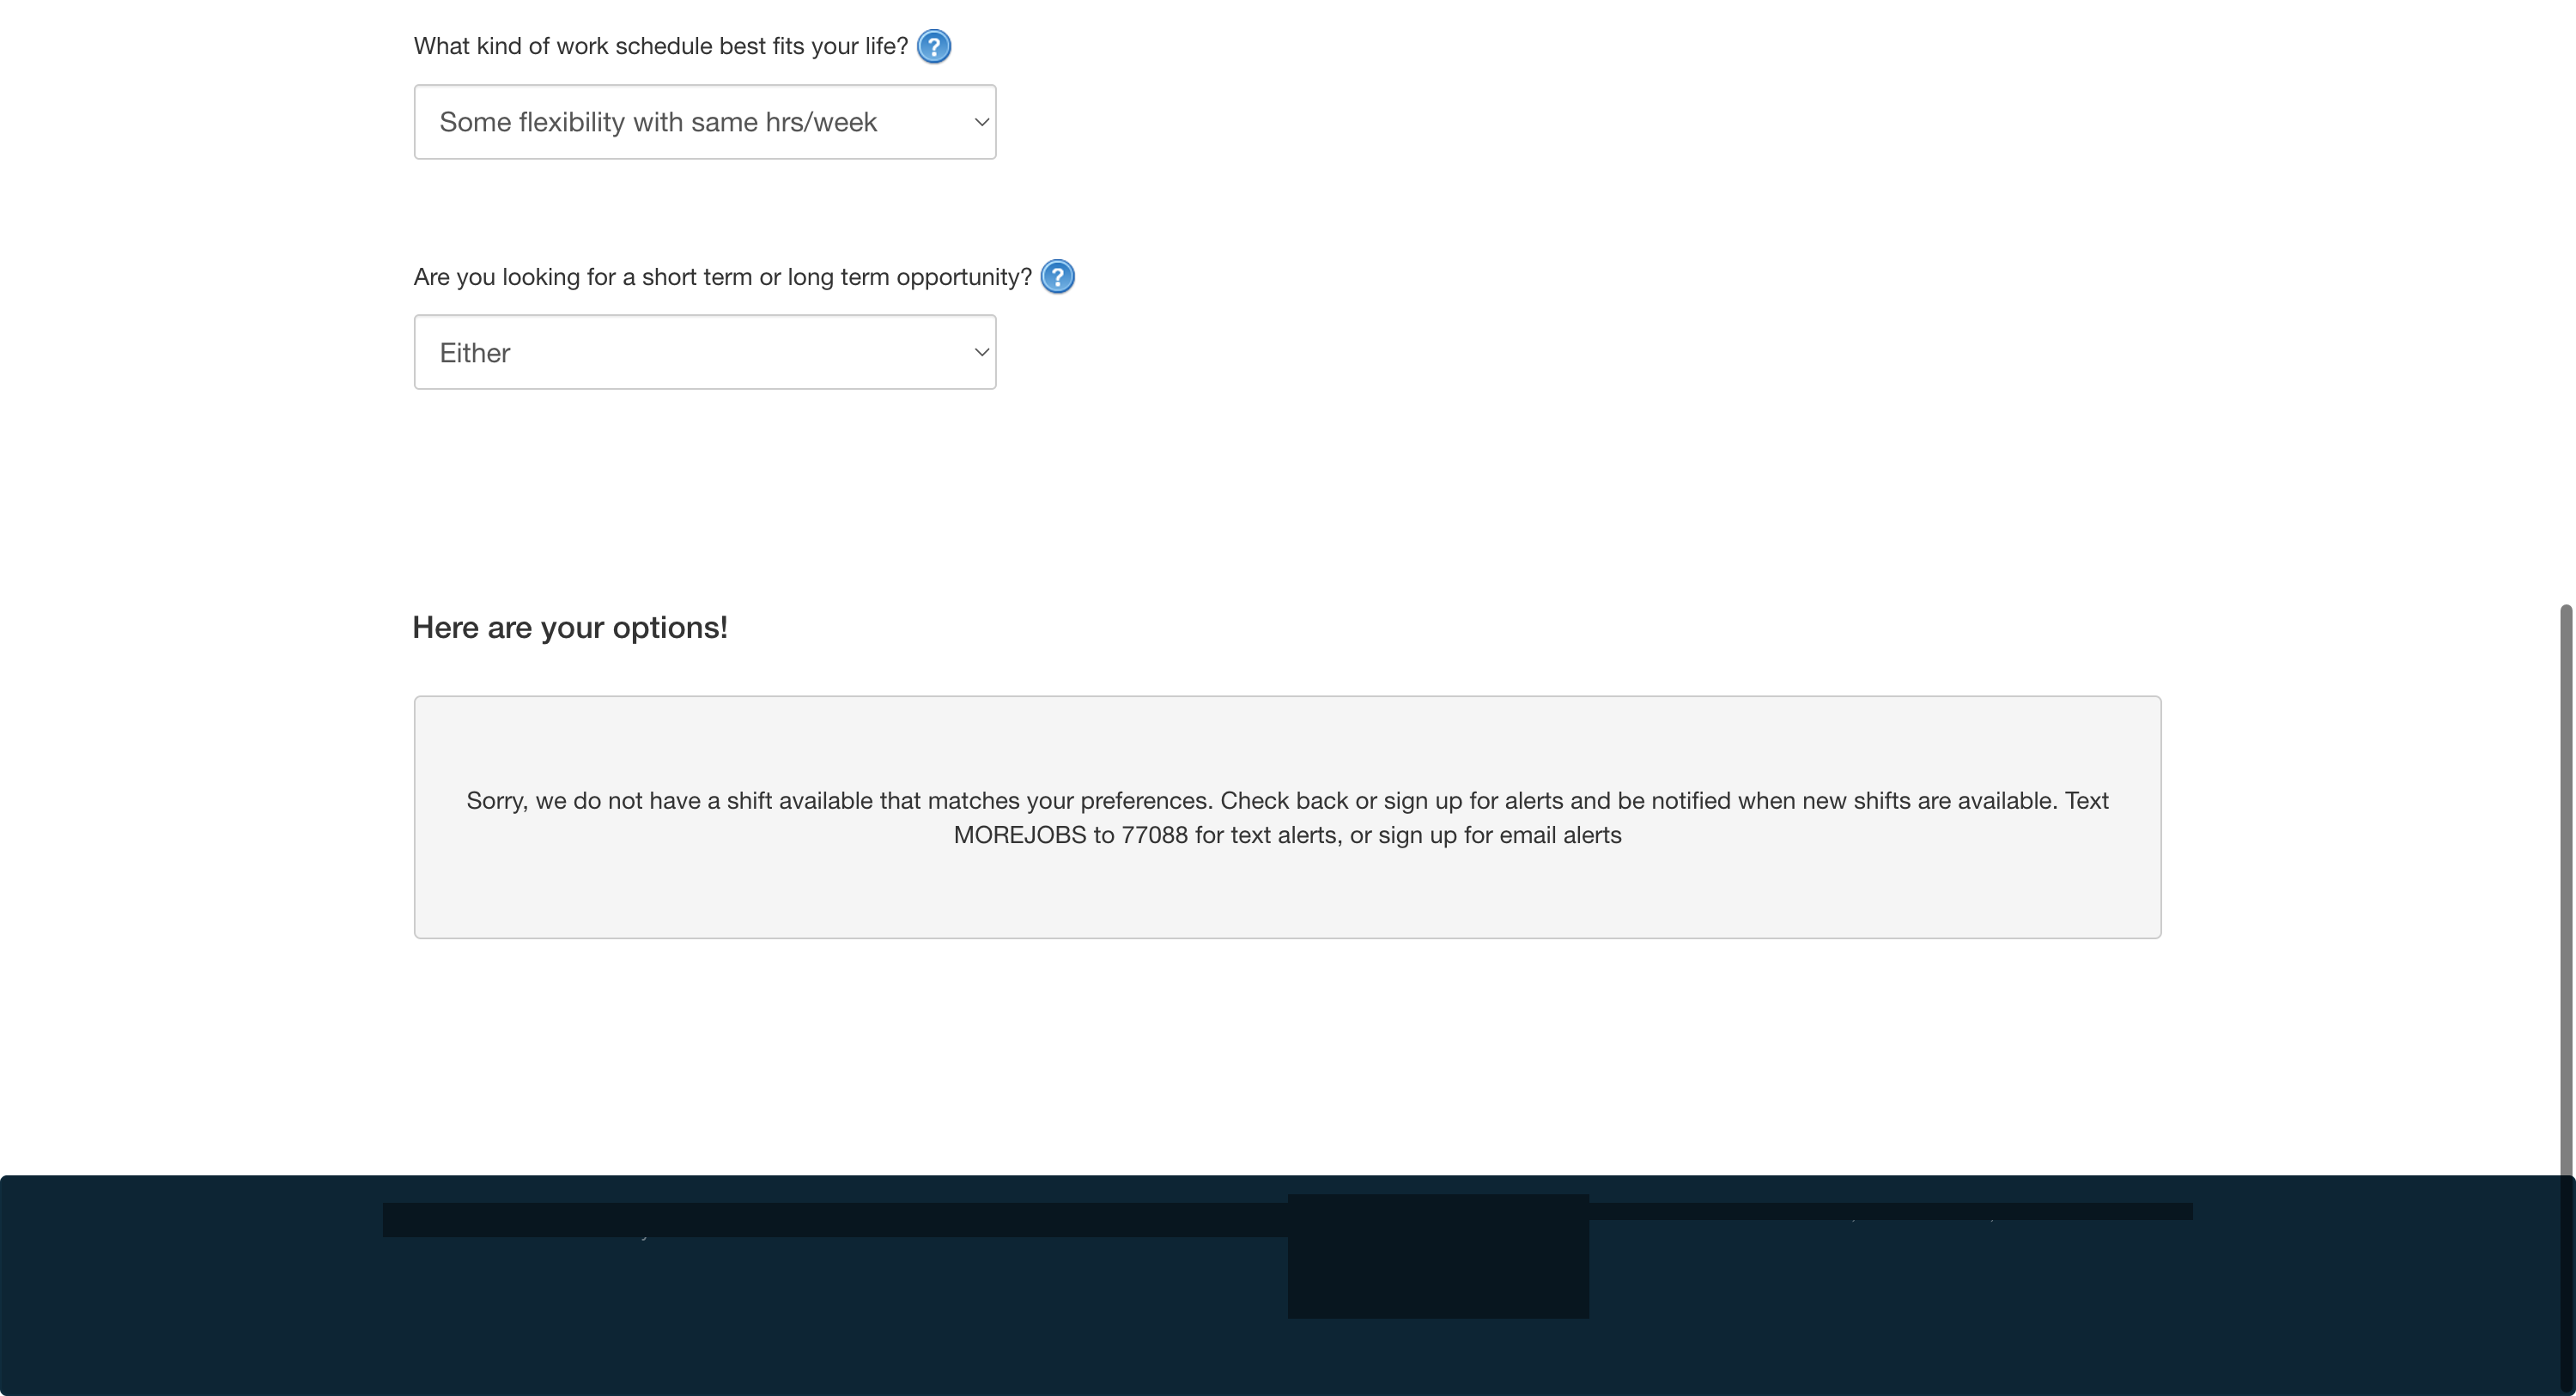 What kind of work schedule best fits your life? ?
Some flexibility with same hrs/week
Are you looking for a short term or long term opportunity? ?
Either
Here are your options!
Sorry, we do not have a shift available that matches your preferences. Check back or sign up for alerts and be notified when new shifts are available. Text
MOREJOBS to 77088 for text alerts, or sign up for email alerts